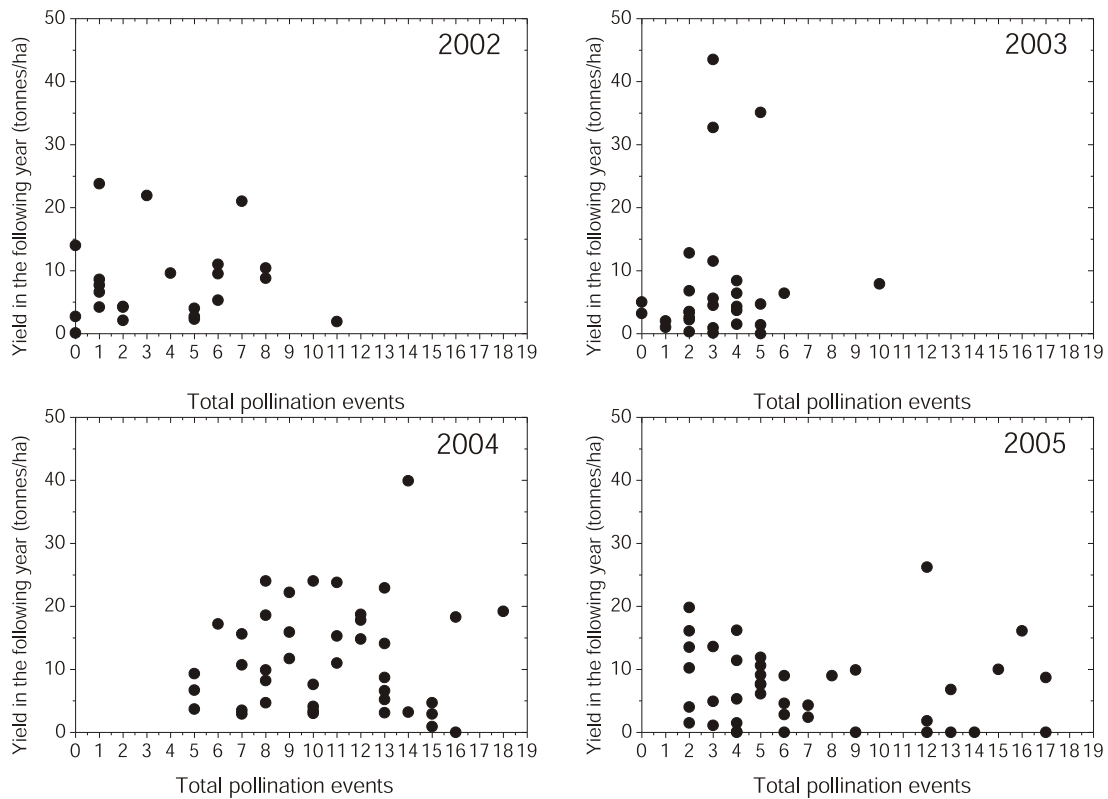 2002
Yield in the following year (tonnes/ha)
50
40
30
20
10
0
0 1 2 3 4 5 6 7 8 9 10 11 12 13 14 15 16 17 18 19
Total pollination events
2003
Yield in the following year (tonnes/ha)
50
40
30
20
10
0
0 1 2 3 4 5 6 7 8 9 10 11 12 13 14 15 16 17 18 19
Total pollination events
2004
Yield in the following year (tonnes/ha)
50
40
30
20
10
0
0 1 2 3 4 5 6 7 8 9 10 11 12 13 14 15 16 17 18 19
Total pollination events
2005
Yield in the following year (tonnes/ha)
50
40
30
20
10
0
0 1 2 3 4 5 6 7 8 9 10 11 12 13 14 15 16 17 18 19
Total pollination events